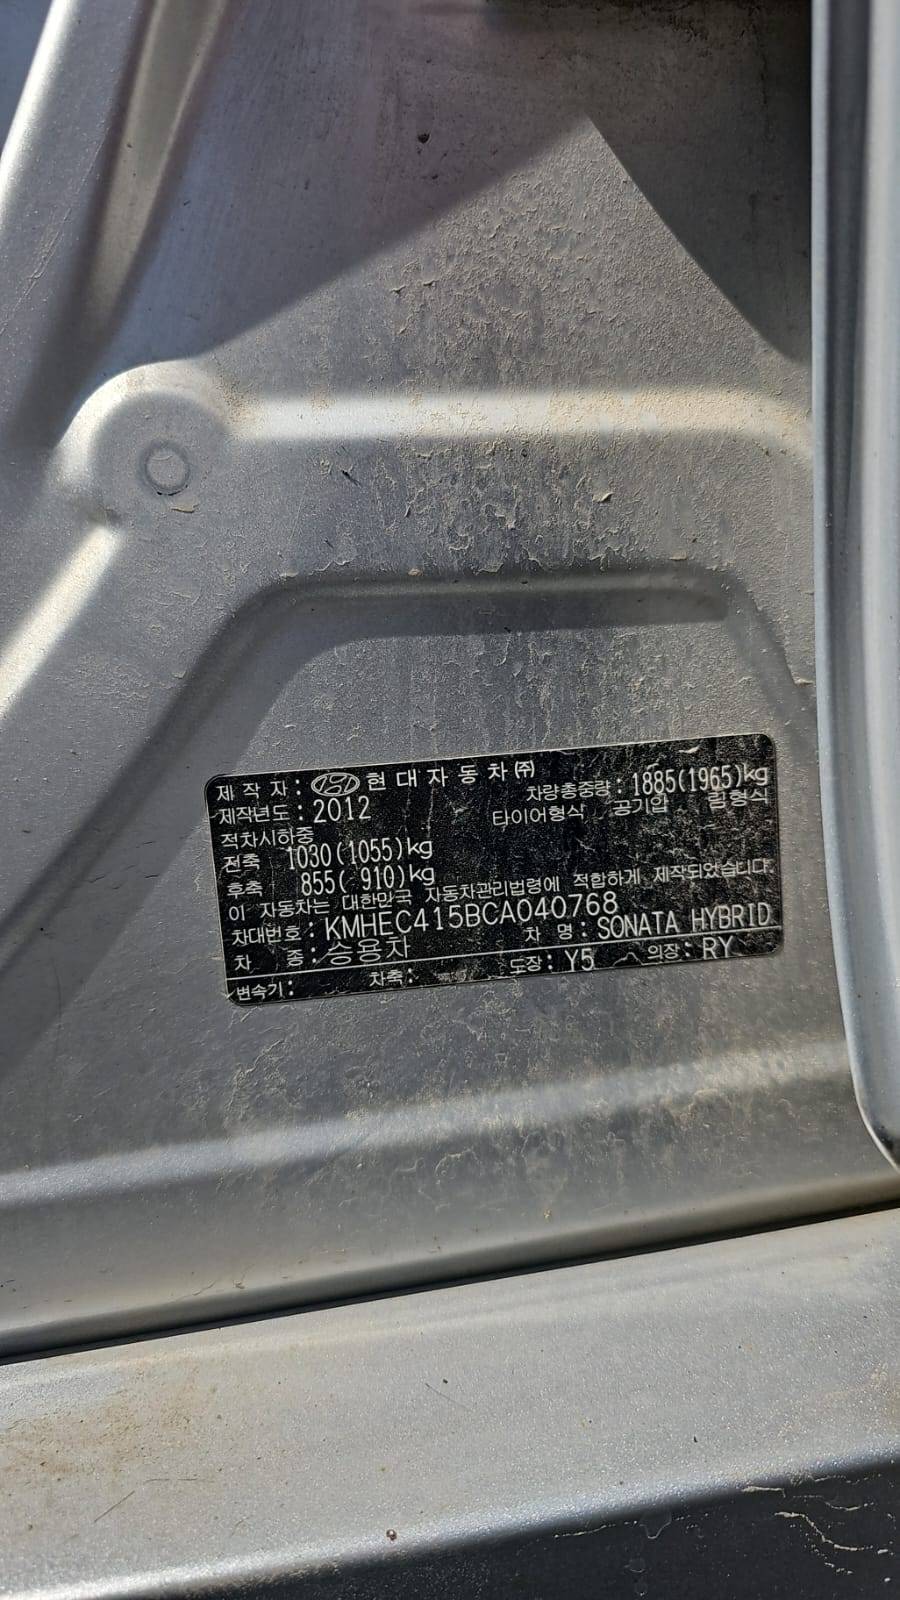 제 작 자 : 현대자동차㈜
차량총중량 : 1885(1965)kg
제작년도 : 2012
타이어형식 공기압 림형식
적차시하중
전축 1030(1055)kg
후축 855( 910)kg
이 자동차는 대한민국 자동차관리법령에 적합하게 제작되었습니다.
차대번호 : KMHEC415BCA040768
차 종 : 승용차 차 명 : SONATA HYBRID
변속기 : 차축 : 도장 : Y5 의장 : RY